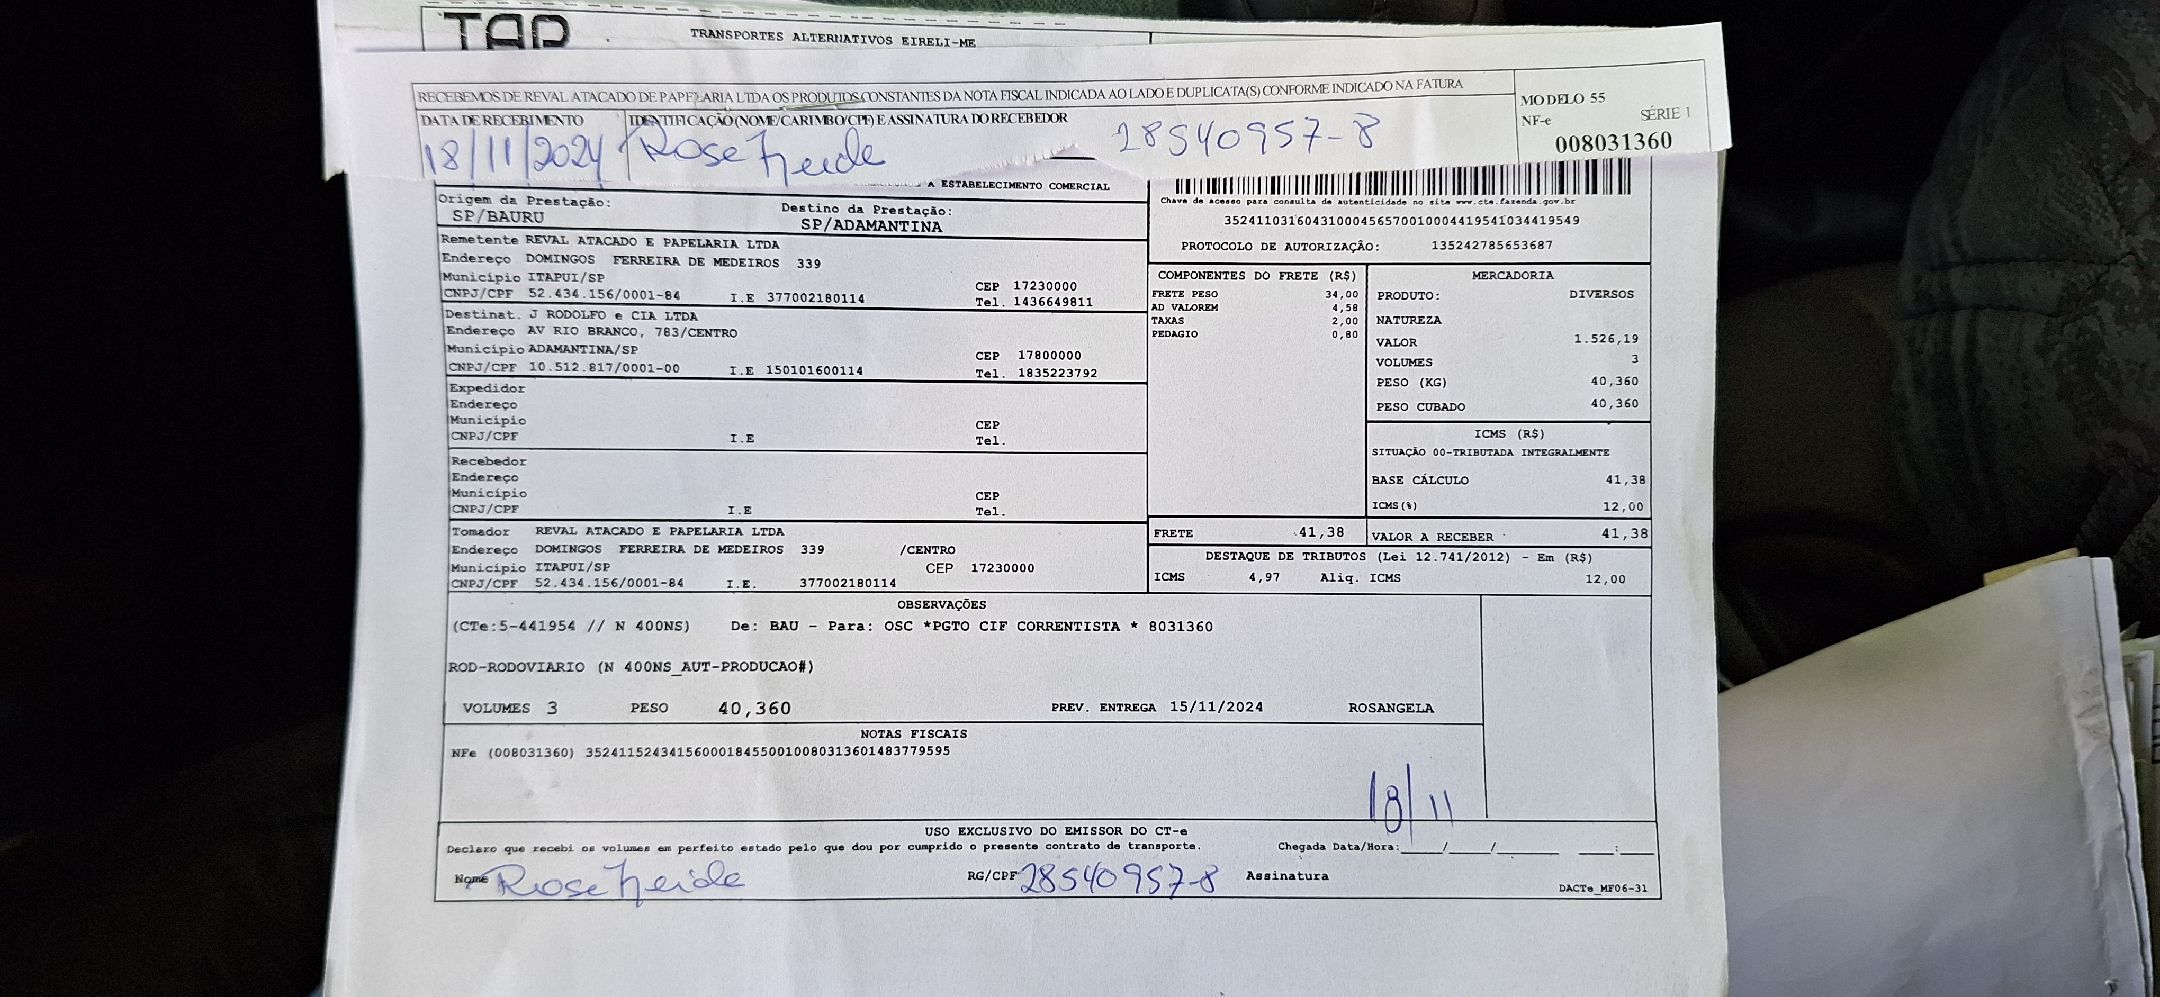 TAP
TRANSPORTES ALTERNATIVOS EIRELI-ME
RECEBEMOS DE REVAL ATACADO DE PAPELARIA LTDA OS PRODUTOS CONSTANTES DA NOTA FISCAL INDICADA AO LADO E DUPLICATA(S) CONFORME INDICADO NA FATURA
MODELO 55
NF-e SÉRIE 1
008031360
DATA DE RECEBIMENTO IDENTIFICAÇÃO (NOME/CARIMBO/CPF) E ASSINATURA DO RECEBEDOR
18/11/2024 Rose Neide 28540957-8
A ESTABELECIMENTO COMERCIAL
Origem da Prestação: Destino da Prestação:
SP/BAURU SP/ADAMANTINA
Chave de acesso para consulta de autenticidade no site www.cte.fazenda.gov.br
35241103160431000456570010004419541034419549
PROTOCOLO DE AUTORIZAÇÃO: 135242785653687
Remetente REVAL ATACADO E PAPELARIA LTDA
Endereço DOMINGOS FERREIRA DE MEDEIROS 339
Município ITAPUI/SP CEP 17230000
CNPJ/CPF 52.434.156/0001-84 I.E 377002180114 Tel. 1436649811
Destinat. J RODOLFO e CIA LTDA
Endereço AV RIO BRANCO, 783/CENTRO
Município ADAMANTINA/SP CEP 17800000
CNPJ/CPF 10.512.817/0001-00 I.E 150101600114 Tel. 1835223792
Expedidor
Endereço
Município CEP
CNPJ/CPF I.E Tel.
Recebedor
Endereço
Município CEP
CNPJ/CPF I.E Tel.
Tomador REVAL ATACADO E PAPELARIA LTDA
Endereço DOMINGOS FERREIRA DE MEDEIROS 339 /CENTRO
Município ITAPUI/SP CEP 17230000
CNPJ/CPF 52.434.156/0001-84 I.E. 377002180114
COMPONENTES DO FRETE (R$)
FRETE PESO 34,00
AD VALOREM 4,58
TAXAS 2,00
PEDAGIO 0,80
MERCADORIA
PRODUTO: DIVERSOS
NATUREZA
VALOR 1.526,19
VOLUMES 3
PESO (KG) 40,360
PESO CUBADO 40,360
ICMS (R$)
SITUAÇÃO 00-TRIBUTADA INTEGRALMENTE
BASE CÁLCULO 41,38
ICMS(%) 12,00
FRETE 41,38 VALOR A RECEBER 41,38
DESTAQUE DE TRIBUTOS (Lei 12.741/2012) - Em (R$)
ICMS 4,97 Aliq. ICMS 12,00
OBSERVAÇÕES
(CTe:5-441954 // N 400NS) De: BAU - Para: OSC *PGTO CIF CORRENTISTA * 8031360
ROD-RODOVIARIO (N 400NS_AUT-PRODUCAO#)
VOLUMES 3 PESO 40,360 PREV. ENTREGA 15/11/2024 ROSANGELA
NOTAS FISCAIS
NFe (008031360) 35241152434156000184550010080313601483779595
18/11
USO EXCLUSIVO DO EMISSOR DO CT-e
Declaro que recebi os volumes em perfeito estado pelo que dou por cumprido o presente contrato de transporte. Chegada Data/Hora:____/____/______ ___:___
Nome Rose Neide RG/CPF 28540957-8 Assinatura
DACTe_MF06-31